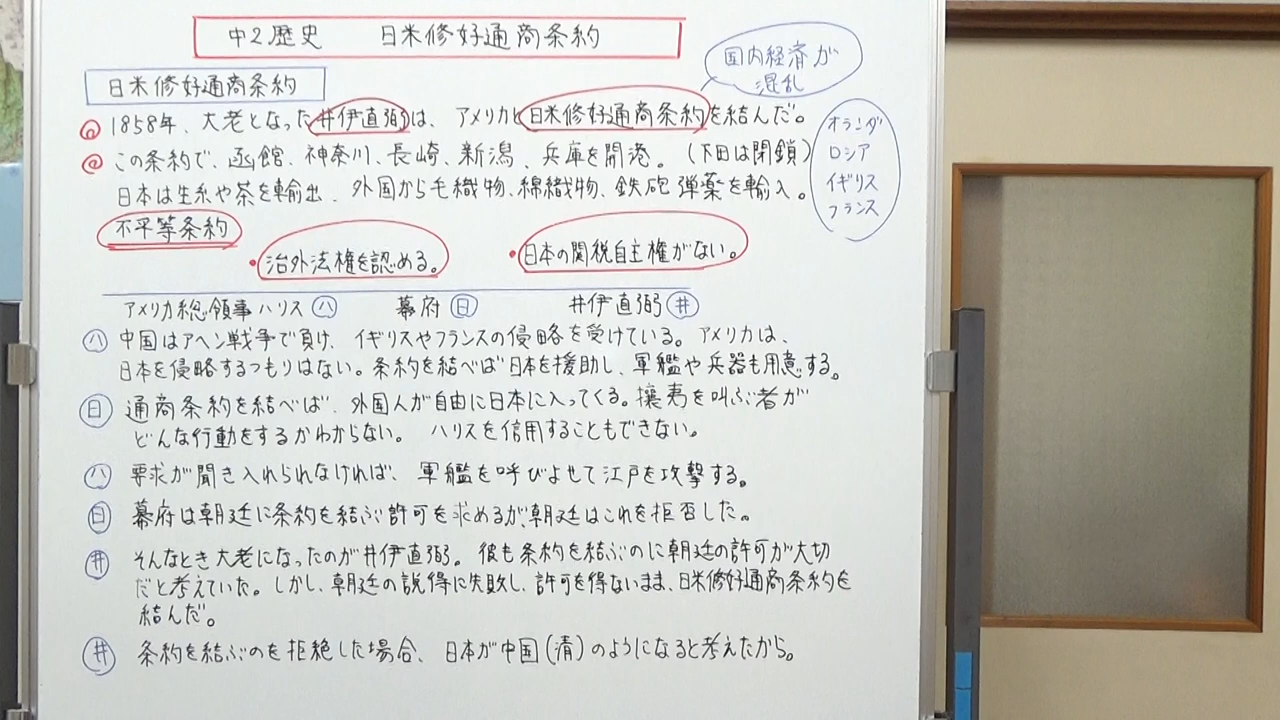 中2歴史 日米修好通商条約
国内経済が
混乱
日米修好通商条約
1858年、大老となった井伊直弼は、アメリカと日米修好通商条約を結んだ。
この条約で、函館、神奈川、長崎、新潟、兵庫を開港。(下田は閉鎖)
日本は生糸や茶を輸出、外国から毛織物、綿織物、鉄砲弾薬を輸入。
オランダ
ロシア
イギリス
フランス
不平等条約
・治外法権を認める。 ・日本の関税自主権がない。
アメリカ総領事ハリス ハ 幕府 日 井伊直弼 井
ハ 中国はアヘン戦争で負け、イギリスやフランスの侵略を受けている。アメリカは、
日本を侵略するつもりはない。条約を結べば日本を援助し、軍艦や兵器も用意する。
日 通商条約を結べば、外国人が自由に日本に入ってくる。攘夷を叫ぶ者が
どんな行動をするかわからない。 ハリスを信用することもできない。
ハ 要求が聞き入れられなければ、軍艦を呼びよせて江戸を攻撃する。
日 幕府は朝廷に条約を結ぶ許可を求めるが、朝廷はこれを拒否した。
井 そんなとき大老になったのが井伊直弼。彼も条約を結ぶのに朝廷の許可が大切
だと考えていた。しかし、朝廷の説得に失敗し、許可を得ないまま、日米修好通商条約を
結んだ。
井 条約を結ぶのを拒絶した場合、日本が中国(清)のようになると考えたから。